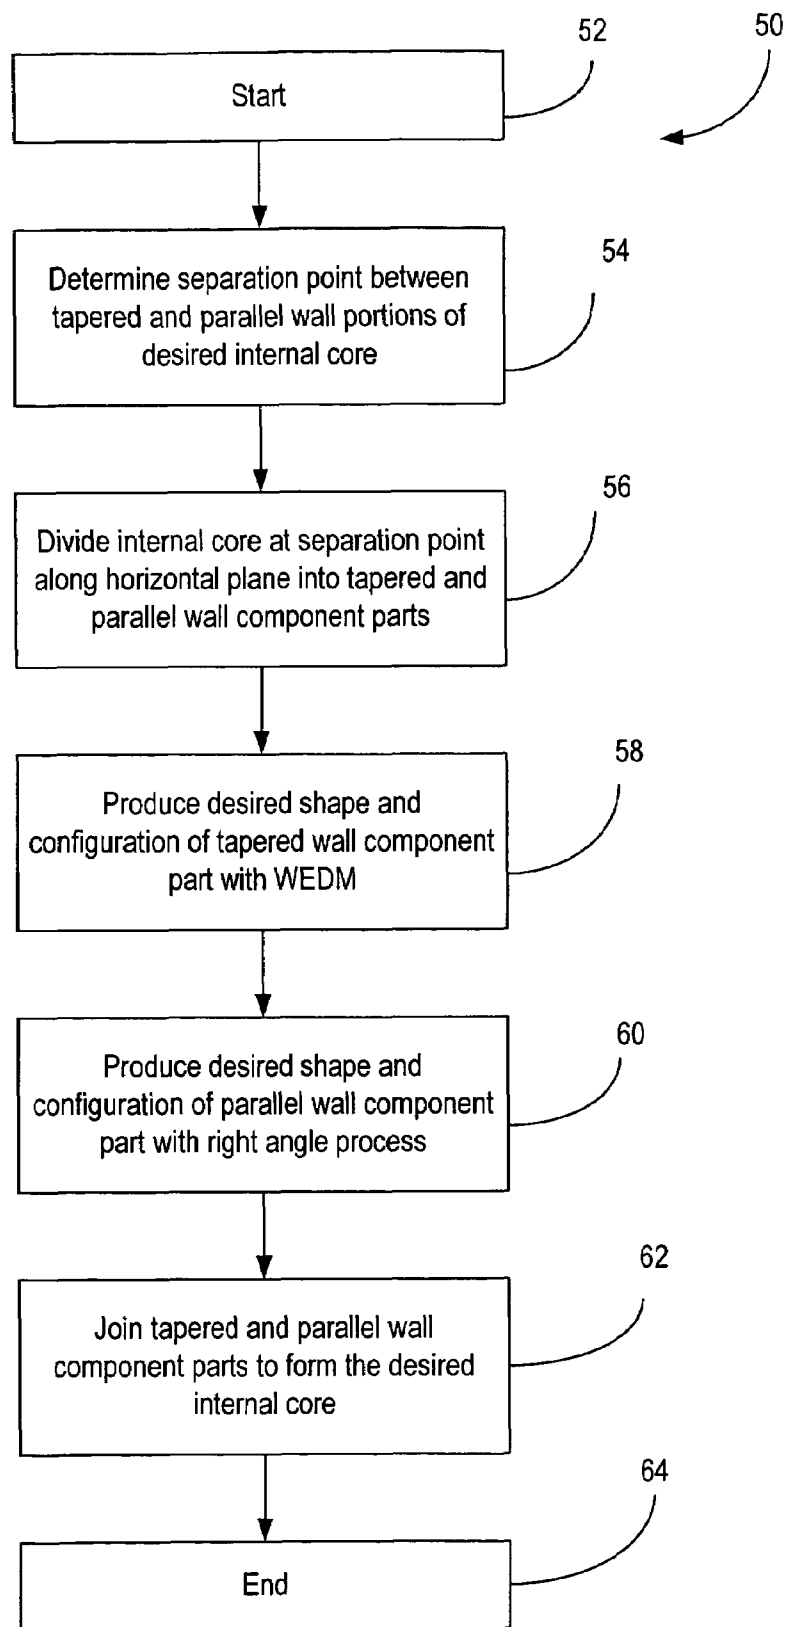 52
50
Start
54
Determine separation point between
tapered and parallel wall portions of
desired internal core
56
Divide internal core at separation point
along horizontal plane into tapered and
parallel wall component parts
58
Produce desired shape and
configuration of tapered wall component
part with WEDM
60
Produce desired shape and
configuration of parallel wall component
part with right angle process
62
Join tapered and parallel wall
component parts to form the desired
internal core
64
End